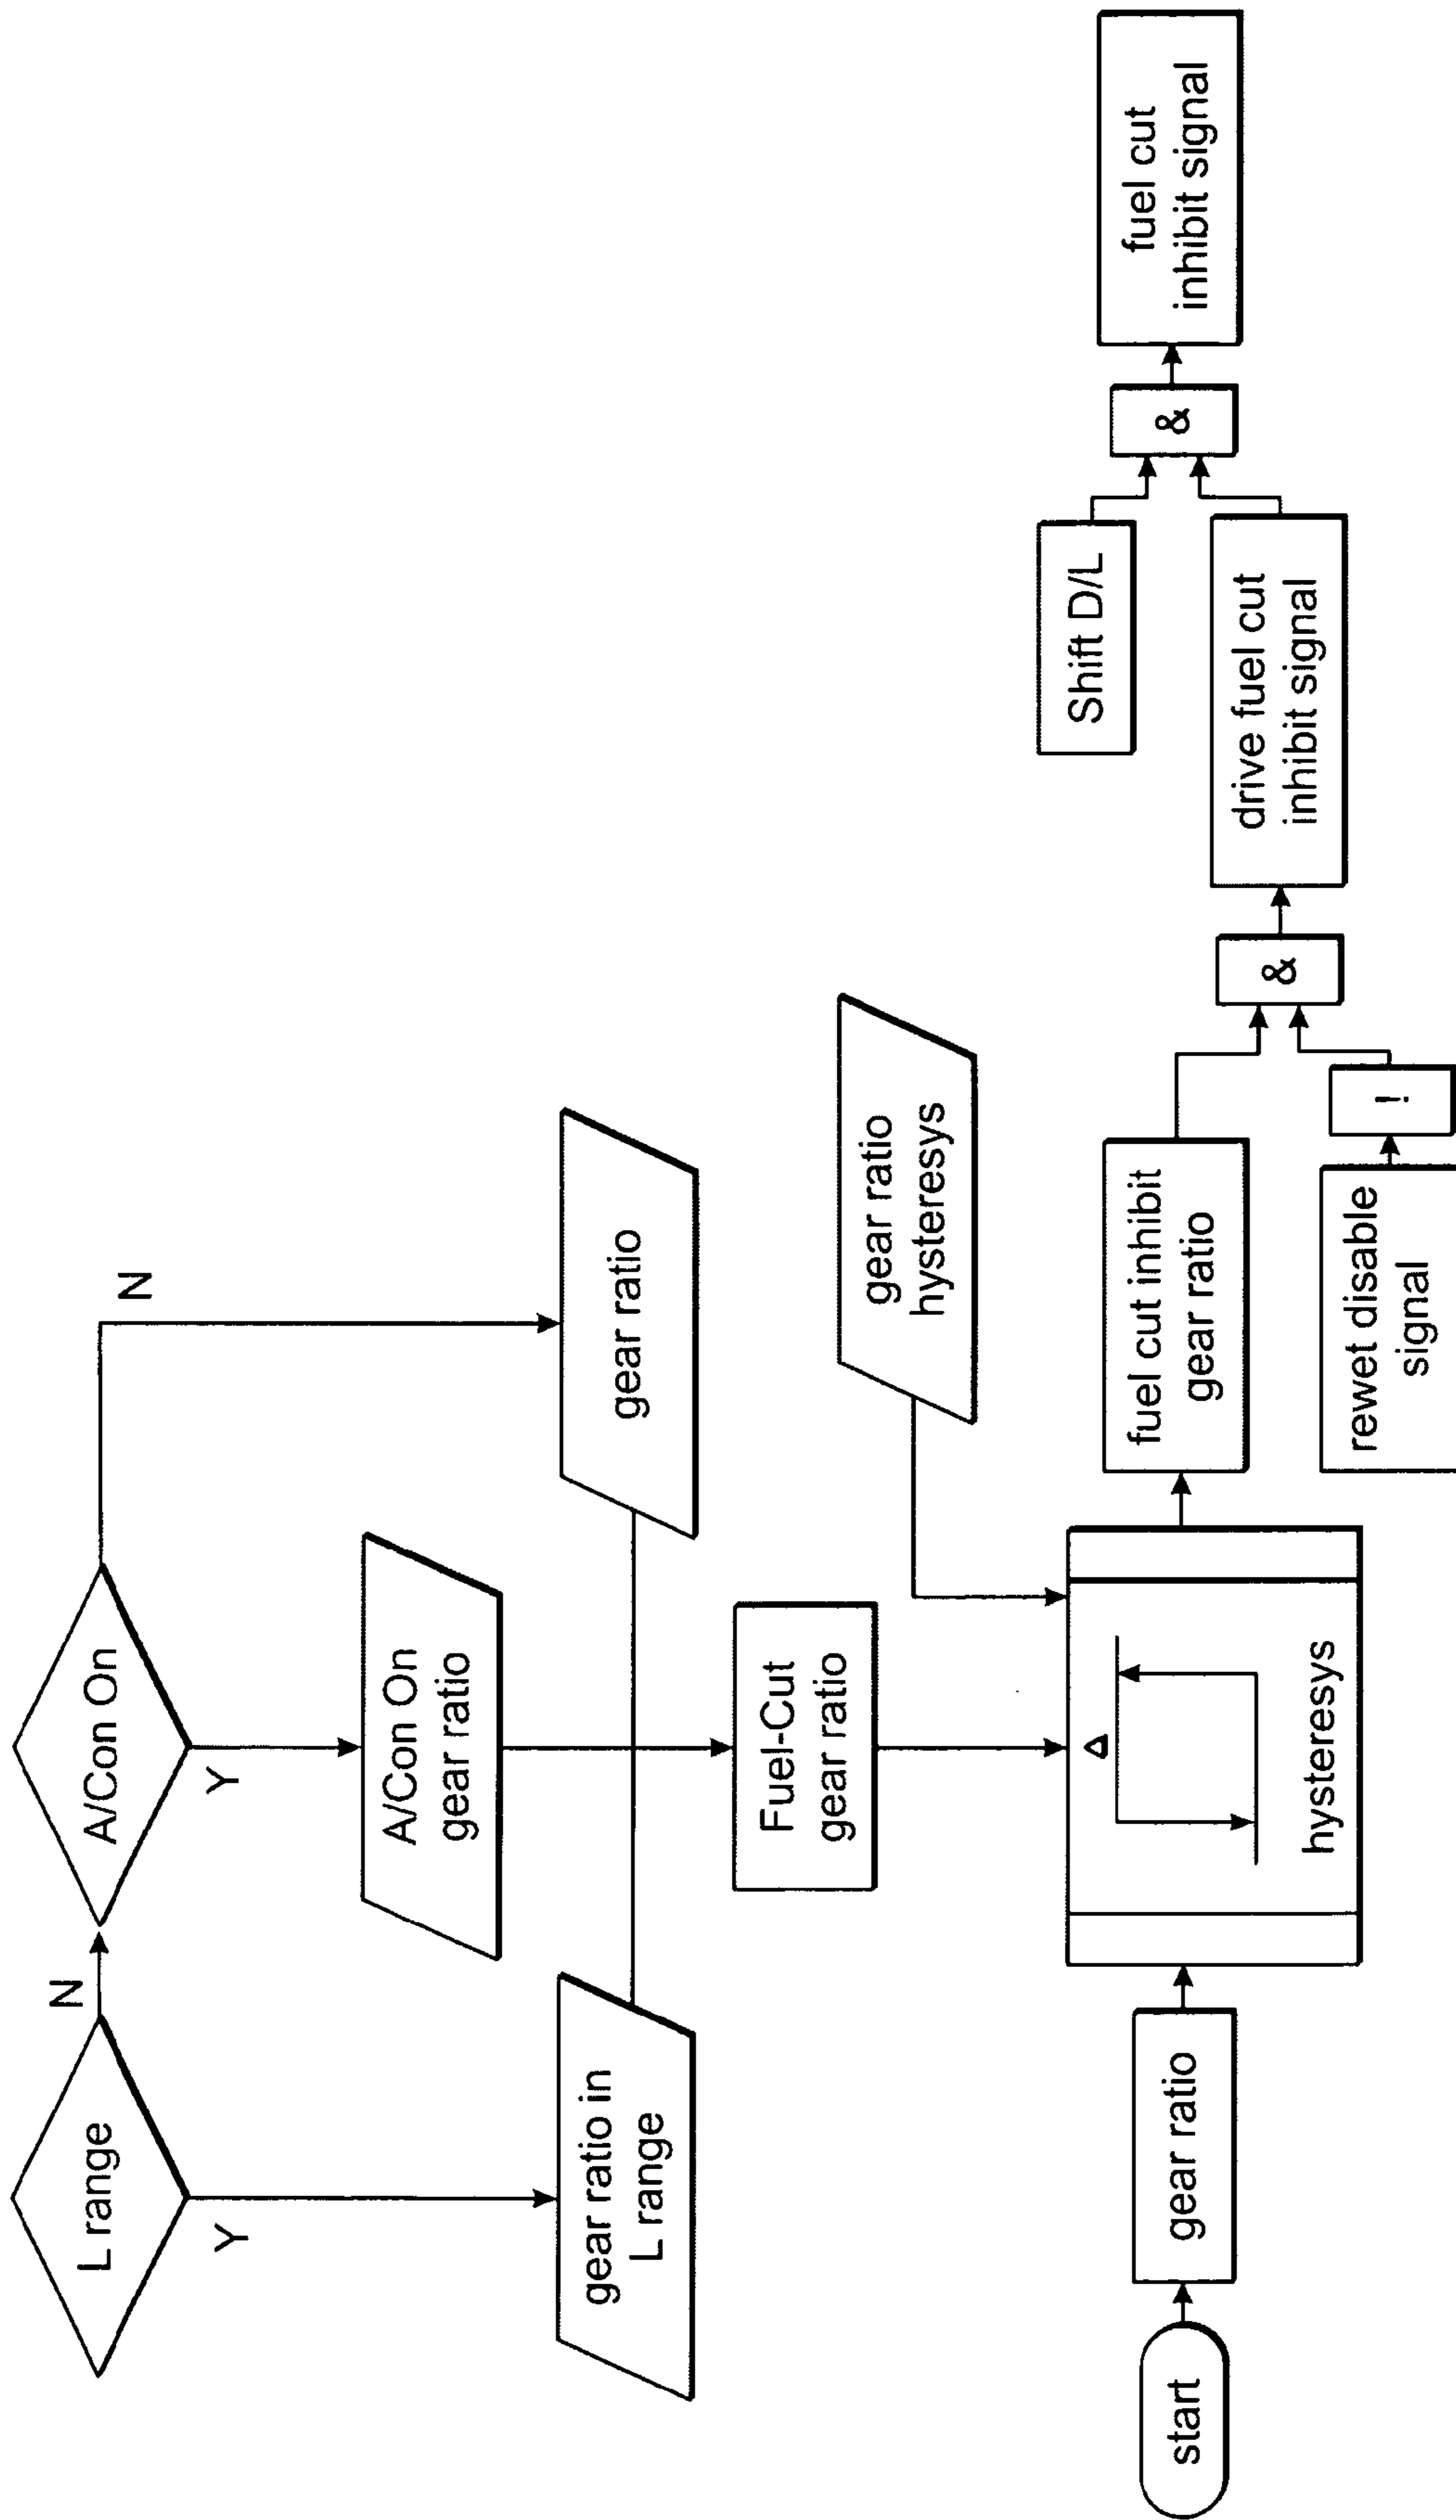 L range
N
A/Con On
N
Y
Y
A/Con On
gear ratio
gear ratio in
L range
gear ratio
Fuel-Cut
gear ratio
gear ratio
hysteresys
start
gear ratio
Δ
hysteresys
fuel cut inhibit
gear ratio
rewet disable
signal
!
&
drive fuel cut
inhibit signal
Shift D/L
&
fuel cut
inhibit signal